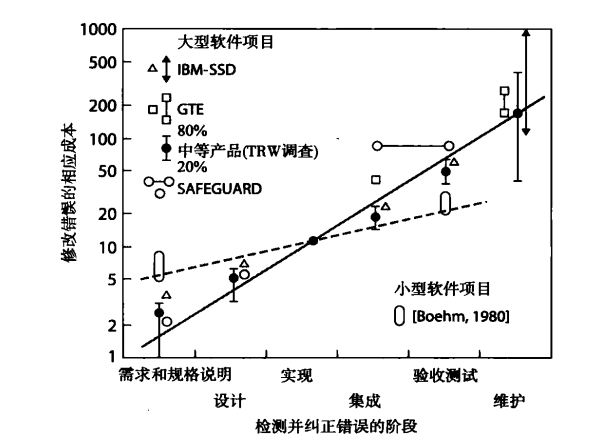 1000
500
200
100
50
20
10
5
2
1
修改错误的相应成本
大型软件项目
IBM-SSD
GTE
80%
中等产品(TRW调查)
20%
SAFEGUARD
小型软件项目
[Boehm, 1980]
需求和规格说明
实现
验收测试
设计
集成
维护
检测并纠正错误的阶段